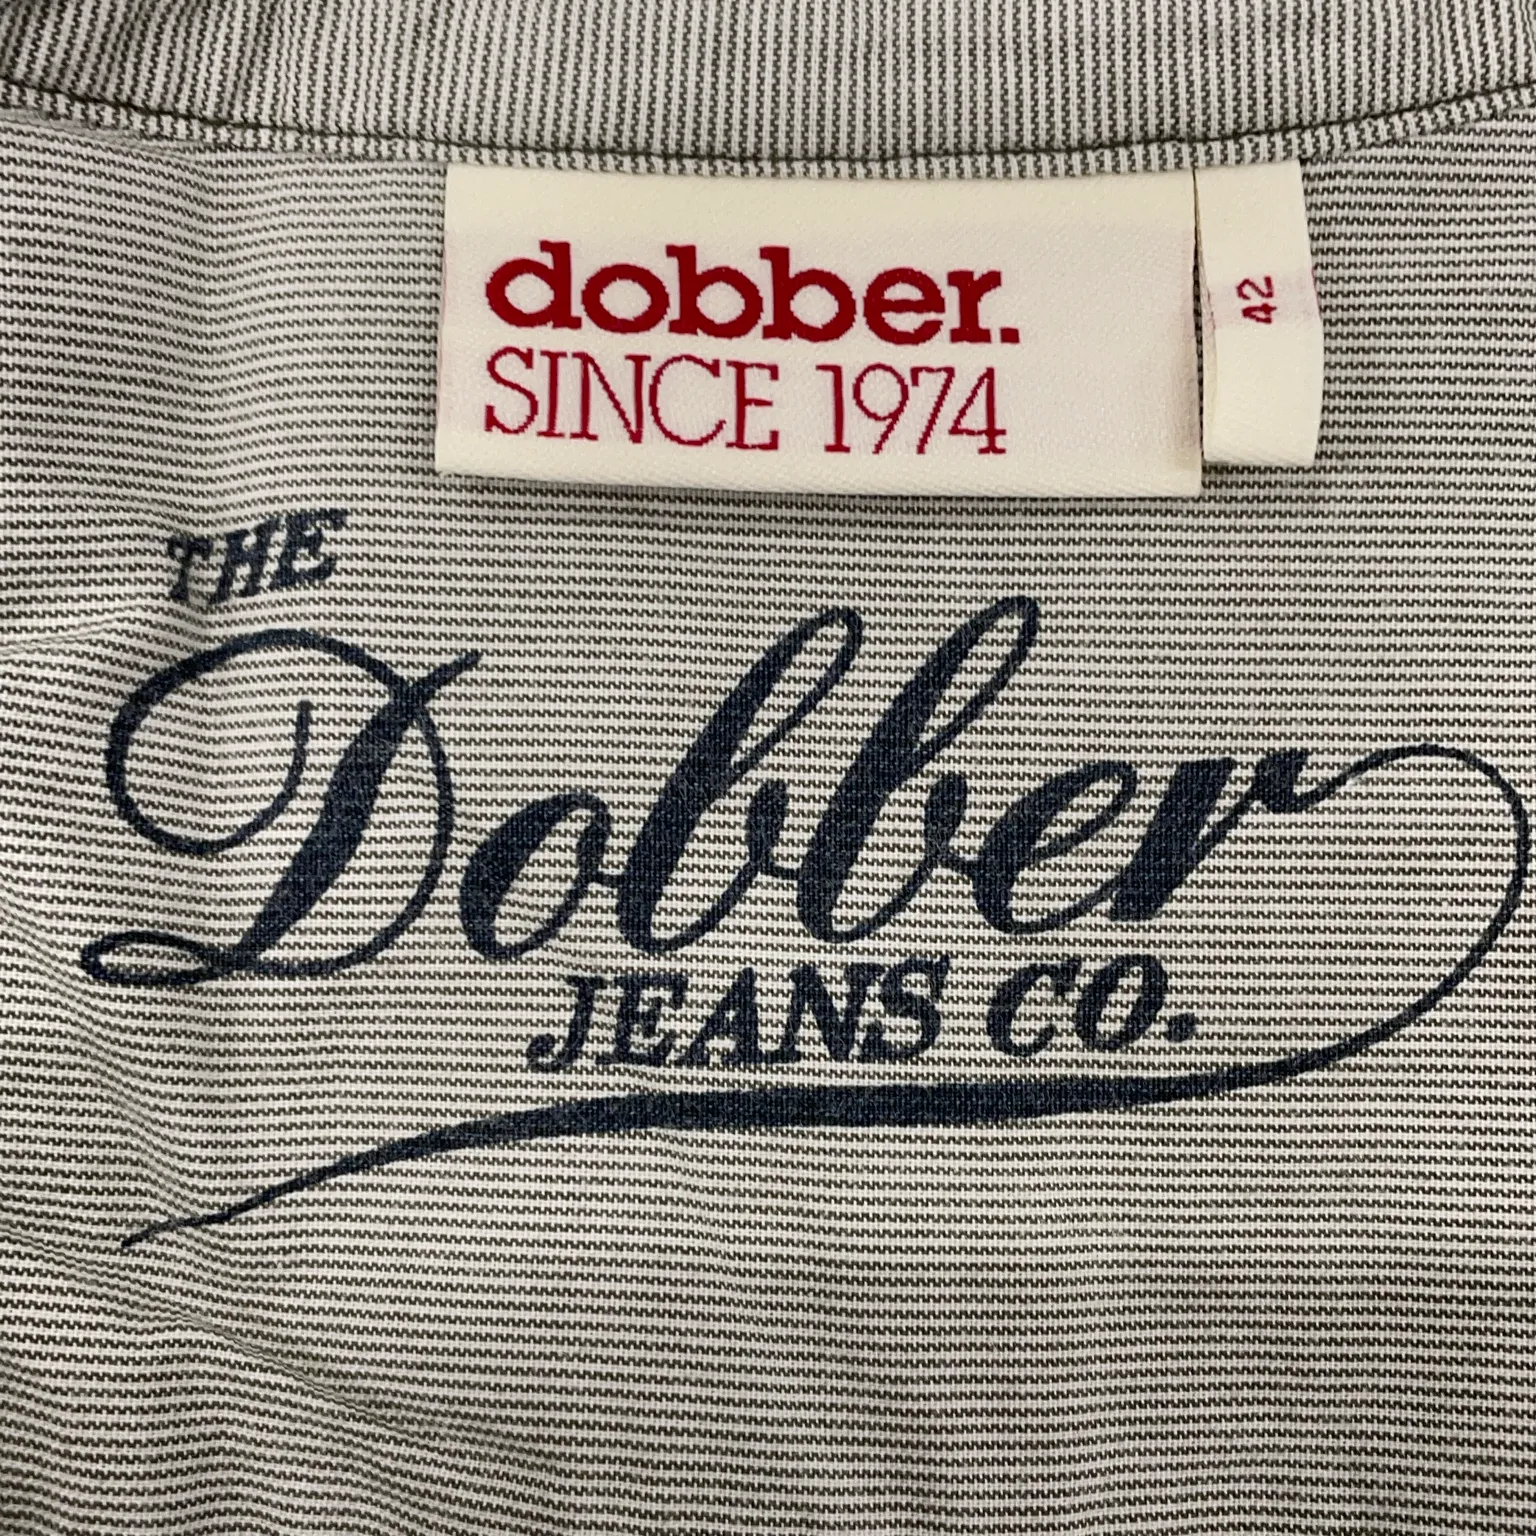 dobber.
SINCE 1974
42
THE
Dobber
JEANS CO.